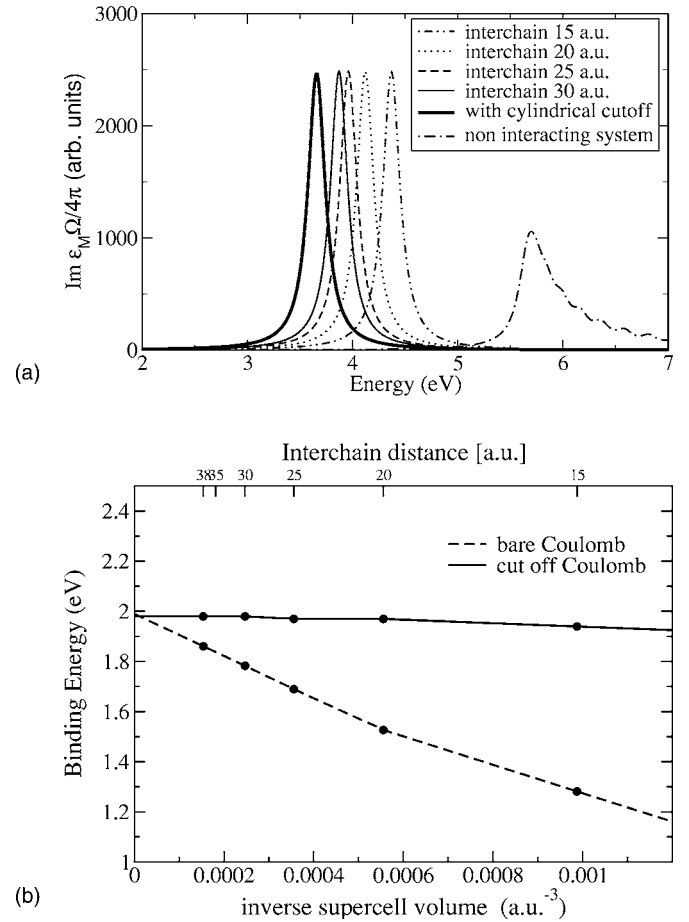 3000
2000
1000
0
Im ε_M Ω/4π (arb. units)
interchain 15 a.u.
interchain 20 a.u.
interchain 25 a.u.
interchain 30 a.u.
with cylindrical cutoff
non interacting system
2 3 4 5 6 7
Energy (eV)
(a)
Interchain distance [a.u.]
38 35 30 25 20 15
2.4
2.2
2
1.8
1.6
1.4
1.2
1
Binding Energy (eV)
bare Coulomb
cut off Coulomb
0 0.0002 0.0004 0.0006 0.0008 0.001
inverse supercell volume (a.u.⁻³)
(b)